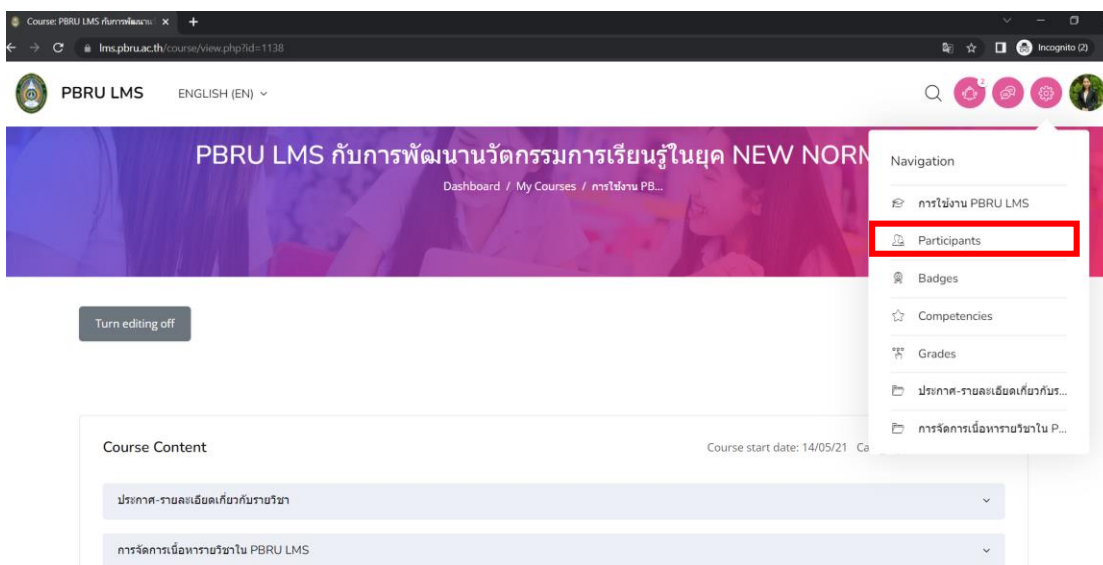 Course: PBRU LMS กับการพัฒนาน
lms.pbru.ac.th/course/view.php?id=1138
Incognito (2)
PBRU LMS
ENGLISH (EN)
2
PBRU LMS กับการพัฒนานวัตกรรมการเรียนรู้ในยุค NEW NORM
Dashboard / My Courses / การใช้งาน PB...
Navigation
การใช้งาน PBRU LMS
Participants
Badges
Competencies
Grades
ประกาศ-รายละเอียดเกี่ยวกับร...
การจัดการเนื้อหารายวิชาใน P...
Turn editing off
Course Content
Course start date: 14/05/21 Ca
ประกาศ-รายละเอียดเกี่ยวกับรายวิชา
การจัดการเนื้อหารายวิชาใน PBRU LMS